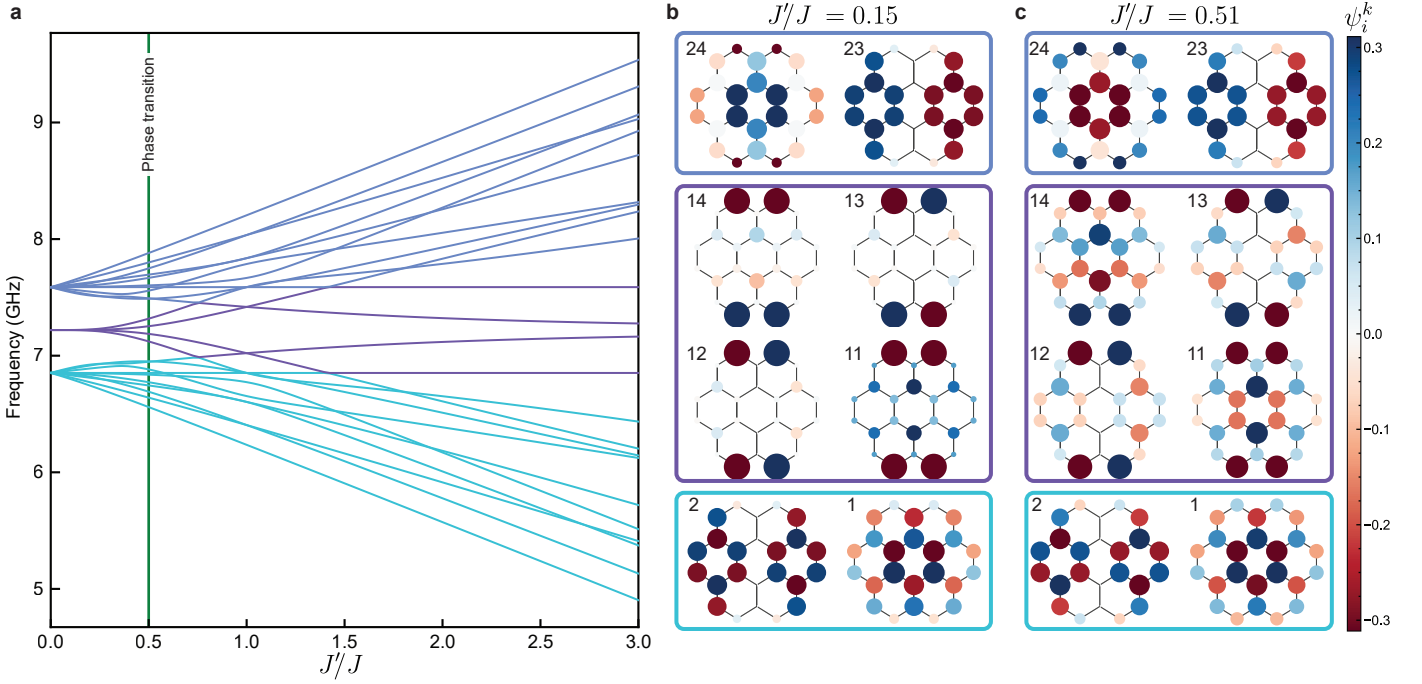 a
Frequency (GHz)
9
8
7
6
5
Phase transition
0.0 0.5 1.0 1.5 2.0 2.5 3.0
J'/J
b
J'/J = 0.15
24 23
14 13
12 11
2 1
c
J'/J = 0.51
24 23
14 13
12 11
2 1
ψᵢᵏ
0.3
0.2
0.1
0.0
−0.1
−0.2
−0.3